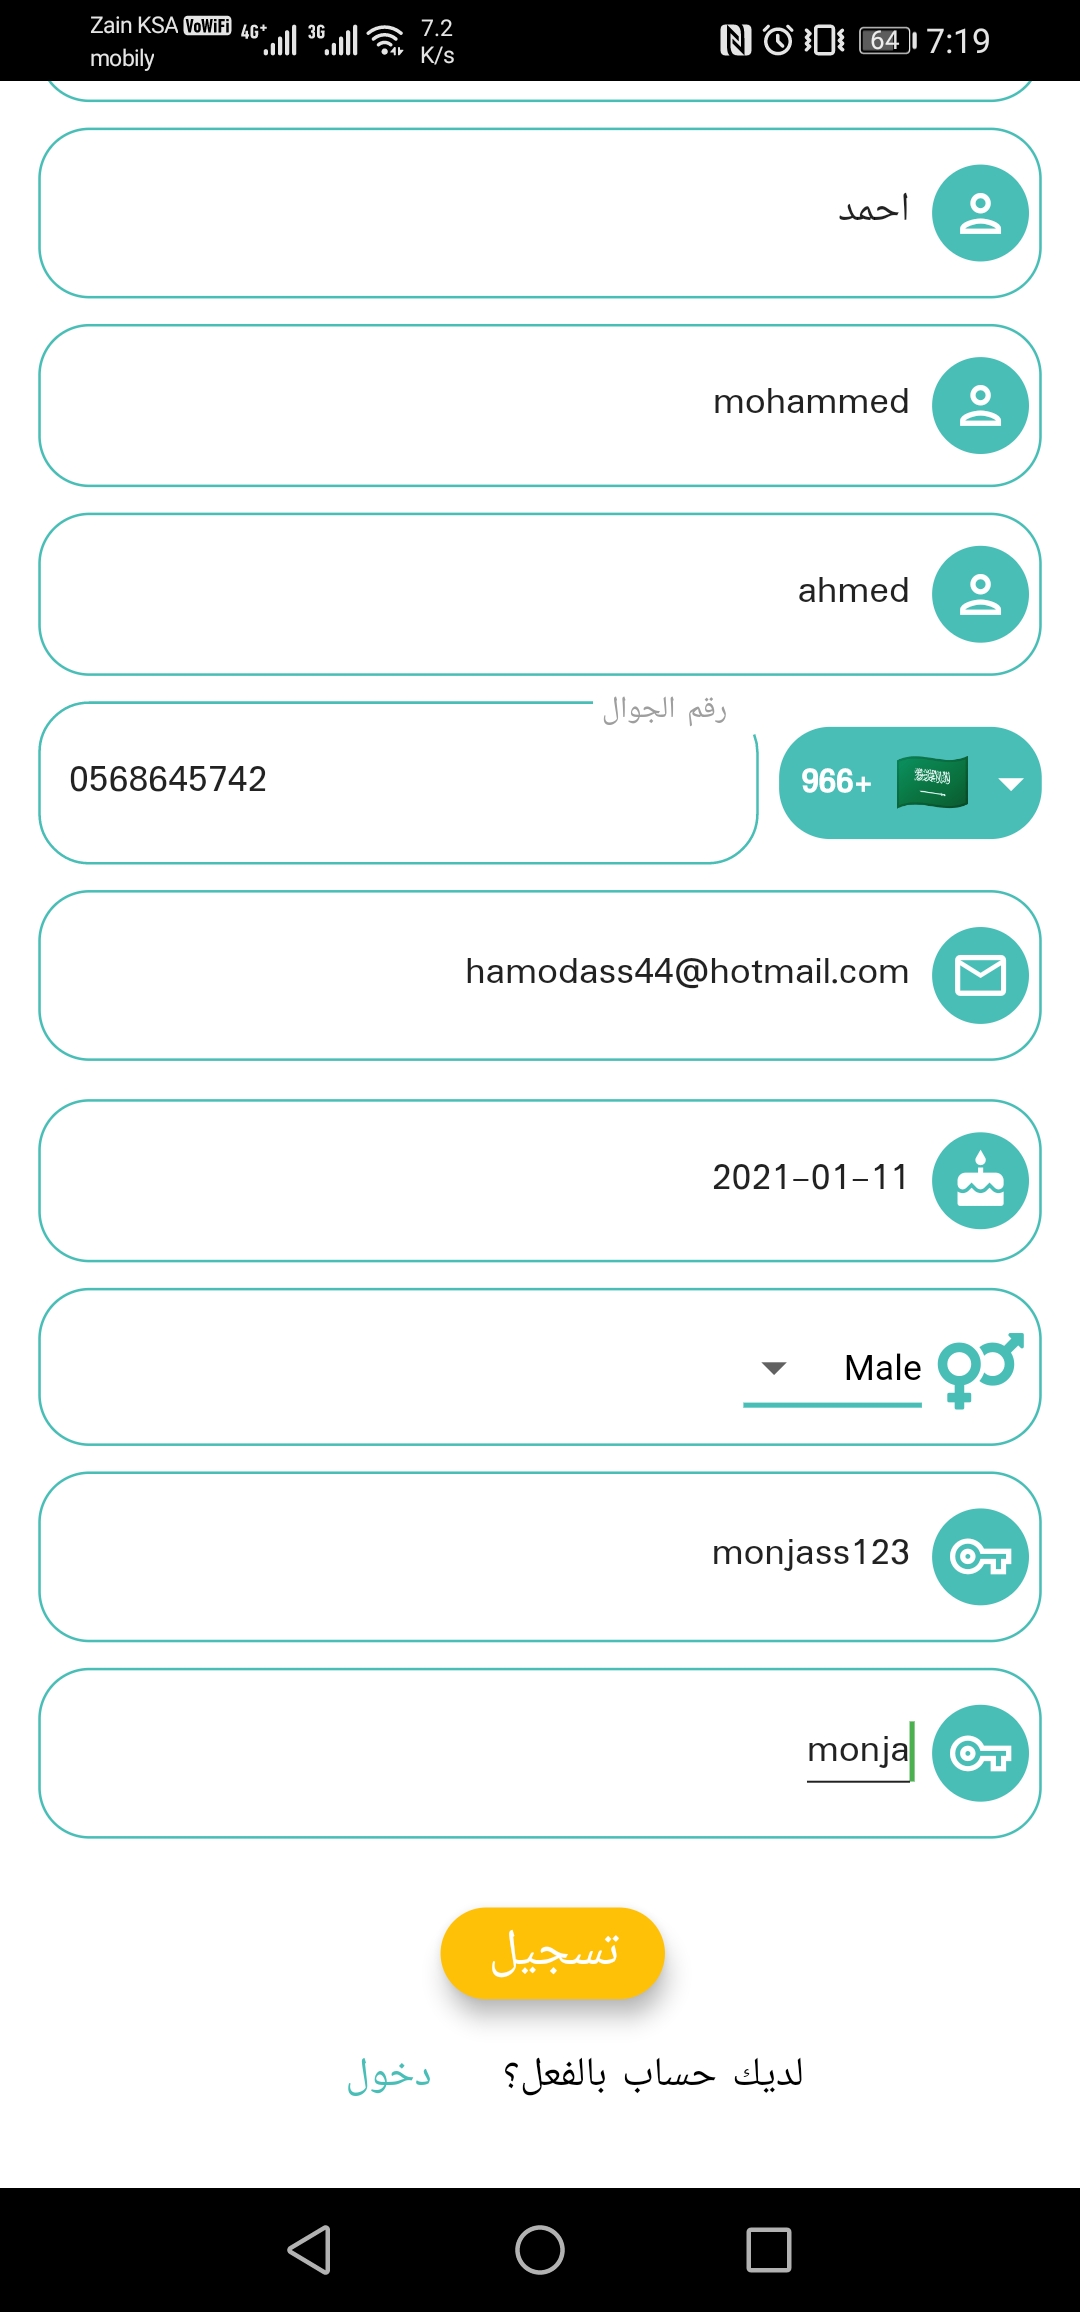 Zain KSA VoWiFi 4G+ 3G 7.2 K/s 64 7:19
mobily
احمد
mohammed
ahmed
رقم الجوال
0568645742
966+
hamodass44@hotmail.com
2021-01-11
Male
monjass123
monja
تسجيل
لديك حساب بالفعل؟ دخول